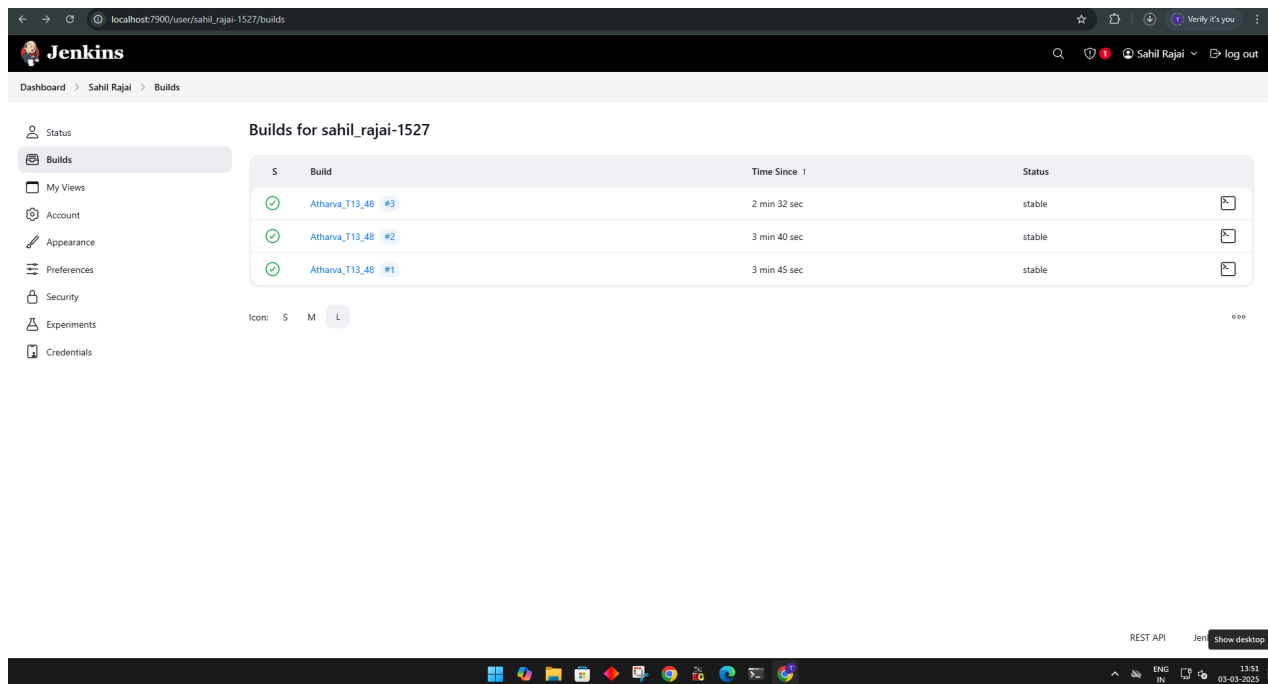 localhost:7900/user/sahil_rajai-1527/builds
T
Verify it's you
Jenkins
1
Sahil Rajai
log out
Dashboard > Sahil Rajai > Builds
Status
Builds
My Views
Account
Appearance
Preferences
Security
Experiments
Credentials
Builds for sahil_rajai-1527
S Build Time Since ↑ Status
Atharva_T13_48 #3 2 min 32 sec stable
Atharva_T13_48 #2 3 min 40 sec stable
Atharva_T13_48 #1 3 min 45 sec stable
Icon: S M L
REST API
Show desktop
ENG
IN
13:51
03-03-2025